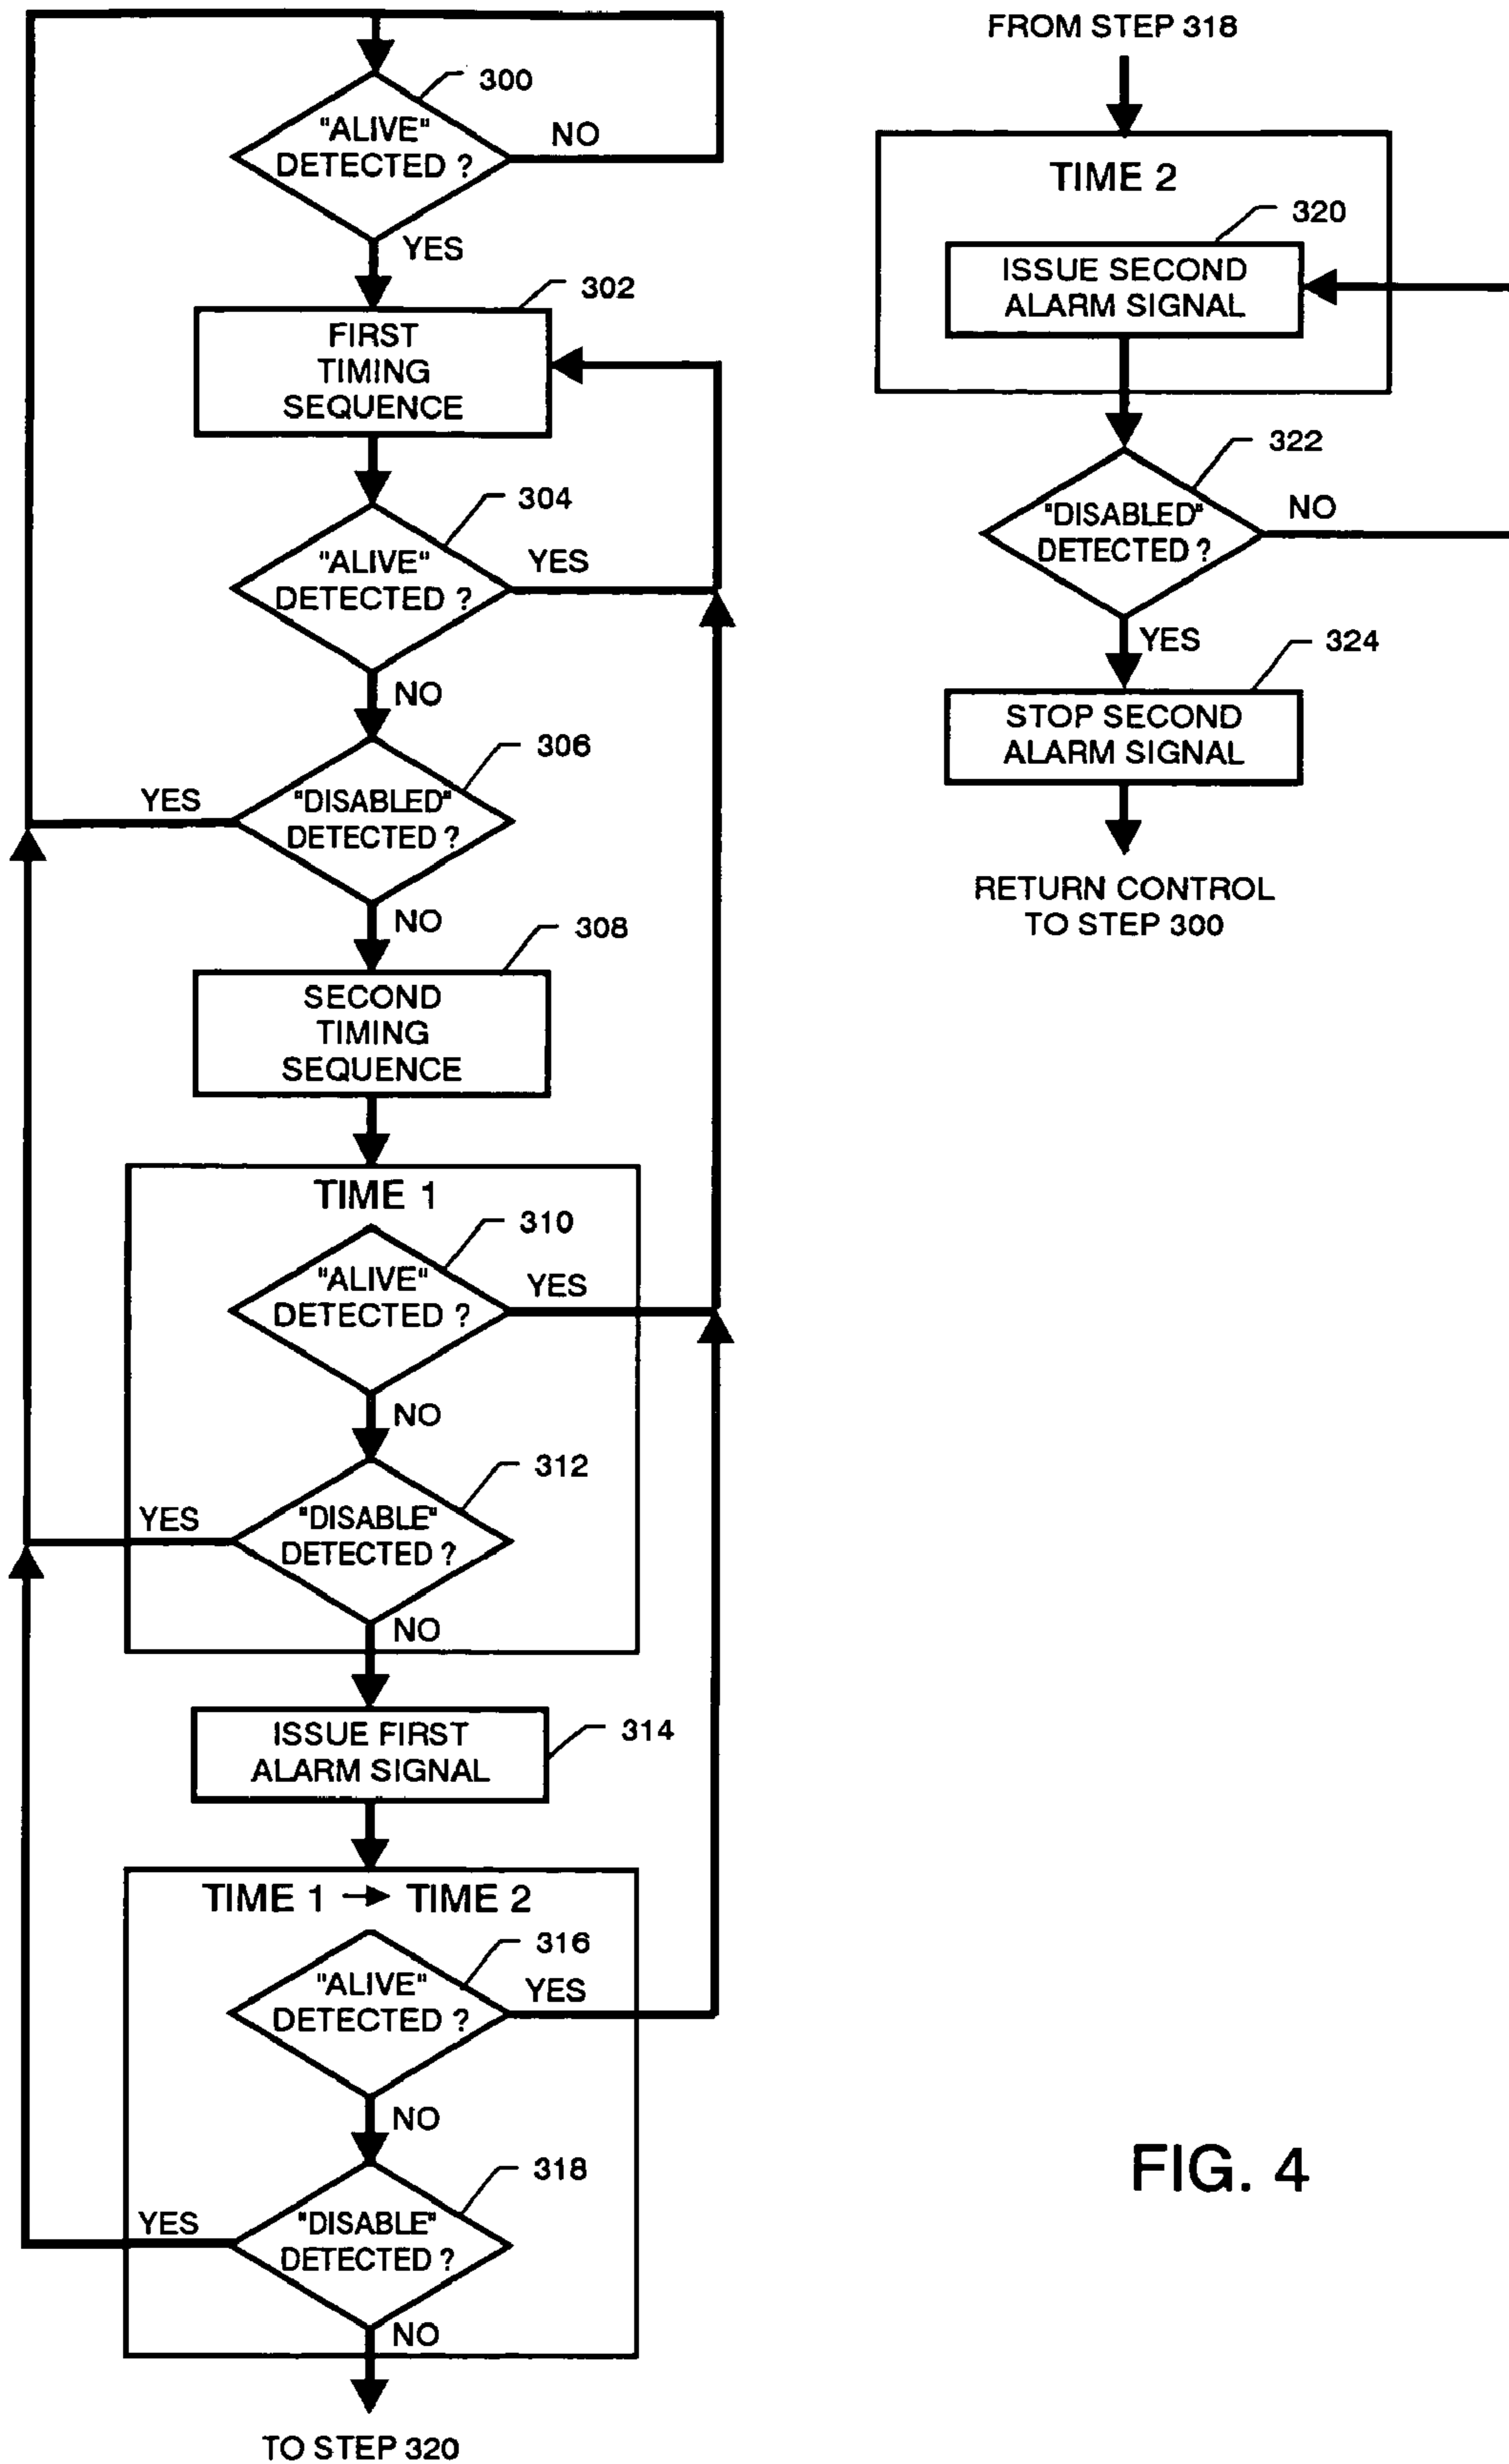 300
"ALIVE"
DETECTED ?
NO
YES
302
FIRST
TIMING
SEQUENCE
304
"ALIVE"
DETECTED ?
YES
NO
306
"DISABLED"
DETECTED ?
YES
NO
308
SECOND
TIMING
SEQUENCE
TIME 1
310
"ALIVE"
DETECTED ?
YES
NO
312
"DISABLE"
DETECTED ?
YES
NO
ISSUE FIRST
ALARM SIGNAL
314
TIME 1 → TIME 2
316
"ALIVE"
DETECTED ?
YES
NO
318
"DISABLE"
DETECTED ?
YES
NO
TO STEP 320
FROM STEP 318
TIME 2
320
ISSUE SECOND
ALARM SIGNAL
322
"DISABLED"
DETECTED ?
NO
YES
324
STOP SECOND
ALARM SIGNAL
RETURN CONTROL
TO STEP 300
FIG. 4